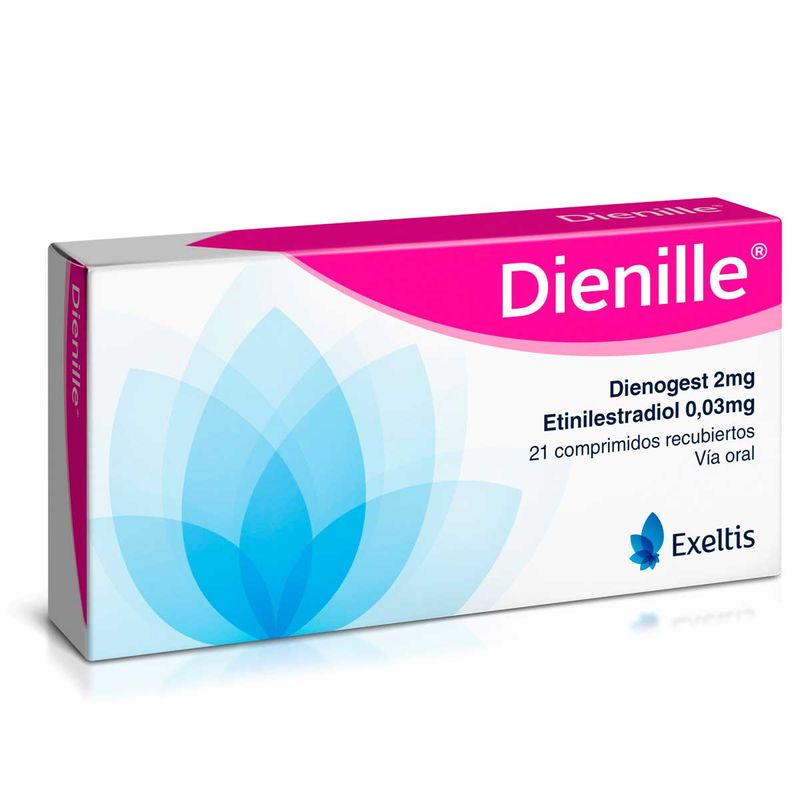 Dienille
Dienille®
Dienille
Dienogest 2mg
Etinilestradiol 0,03mg
21 comprimidos recubiertos
Vía oral
Exeltis